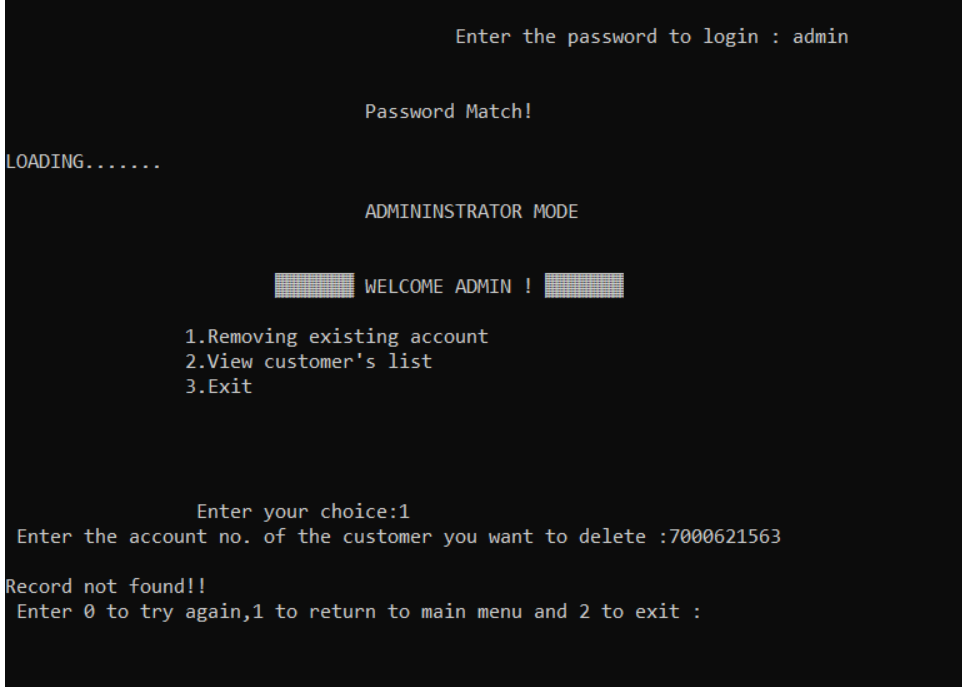 Enter the password to login : admin
Password Match!
LOADING.......
ADMININSTRATOR MODE
▒▒▒▒▒▒▒ WELCOME ADMIN ! ▒▒▒▒▒▒▒
1.Removing existing account
2.View customer's list
3.Exit
Enter your choice:1
Enter the account no. of the customer you want to delete :7000621563
Record not found!!
Enter 0 to try again,1 to return to main menu and 2 to exit :